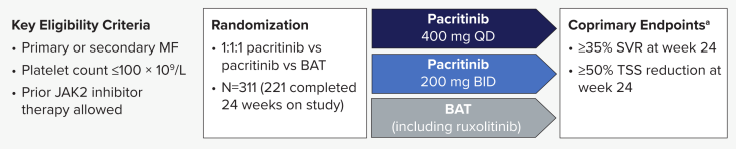 Key Eligibility Criteria
• Primary or secondary MF
• Platelet count ≤100 × 10⁹/L
• Prior JAK2 inhibitor
therapy allowed
Randomization
• 1:1:1 pacritinib vs
pacritinib vs BAT
• N=311 (221 completed
24 weeks on study)
Pacritinib
400 mg QD
Pacritinib
200 mg BID
BAT
(including ruxolitinib)
Coprimary Endpointsᵃ
• ≥35% SVR at week 24
• ≥50% TSS reduction at
week 24